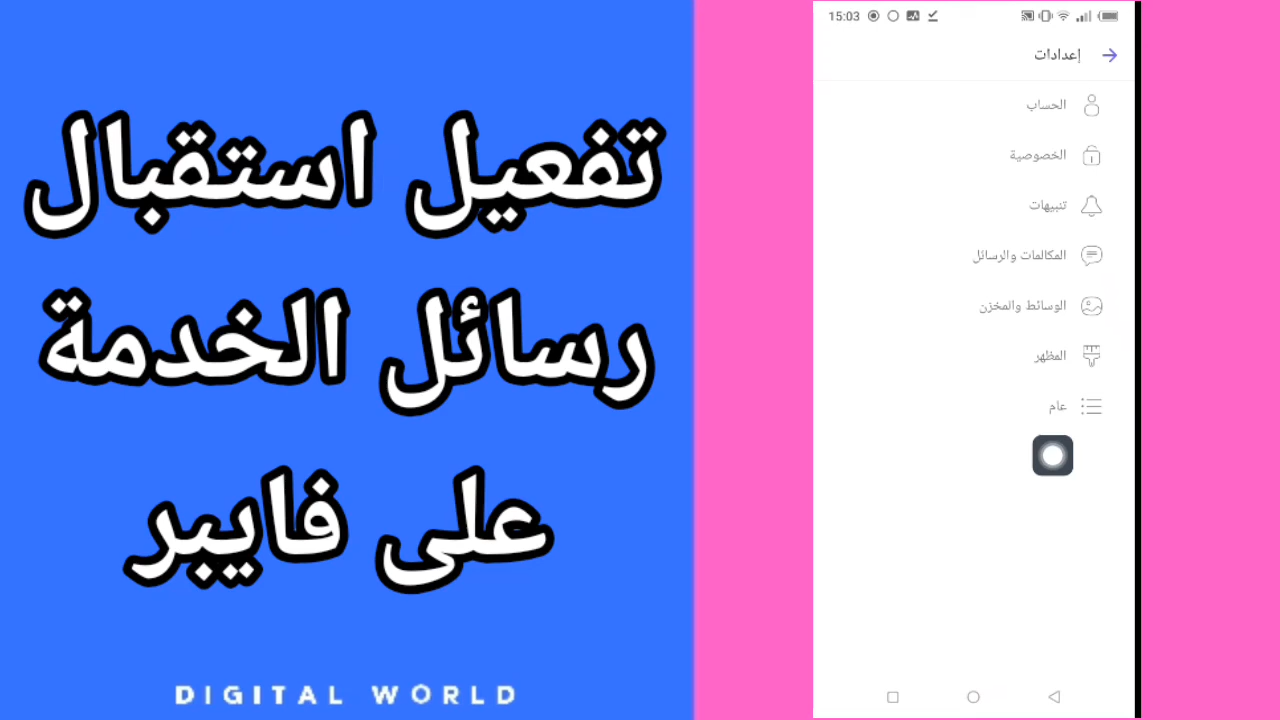 تفعيل استقبال
رسائل الخدمة
على فايبر
DIGITAL WORLD
15:03
إعدادات
الحساب
الخصوصية
تنبيهات
المكالمات والرسائل
الوسائط والمخزن
المظهر
عام